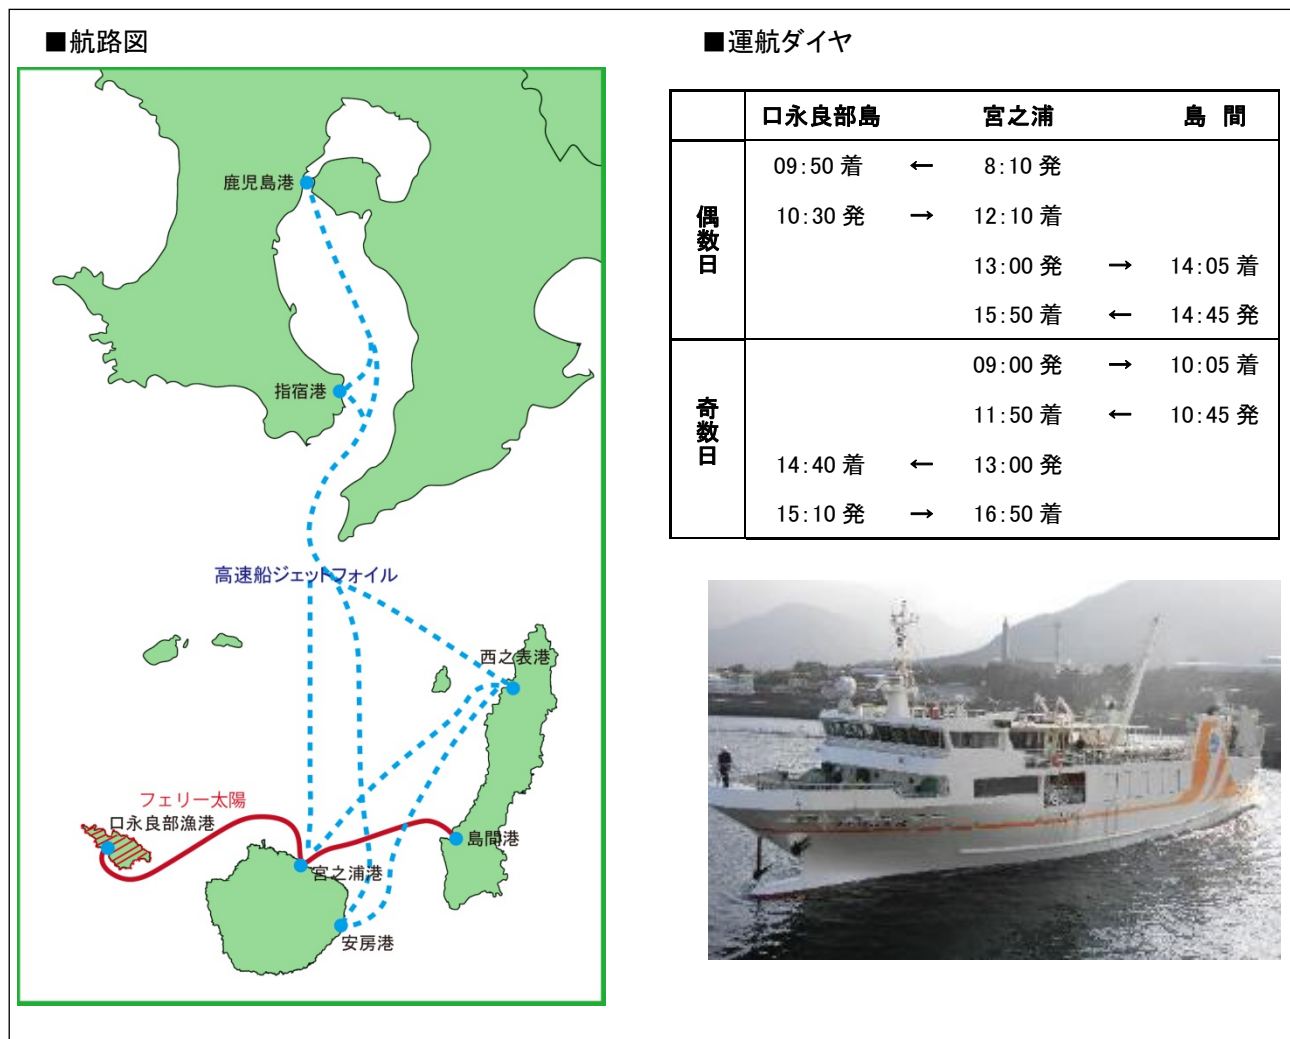 ■航路図
鹿児島港
指宿港
高速船ジェットフォイル
西之表港
フェリー太陽
口永良部漁港
島間港
宮之浦港
安房港
■運航ダイヤ
口永良部島 宮之浦 島 間
偶数日
09:50 着 ← 8:10 発
10:30 発 → 12:10 着
13:00 発 → 14:05 着
15:50 着 ← 14:45 発
奇数日
09:00 発 → 10:05 着
11:50 着 ← 10:45 発
14:40 着 ← 13:00 発
15:10 発 → 16:50 着